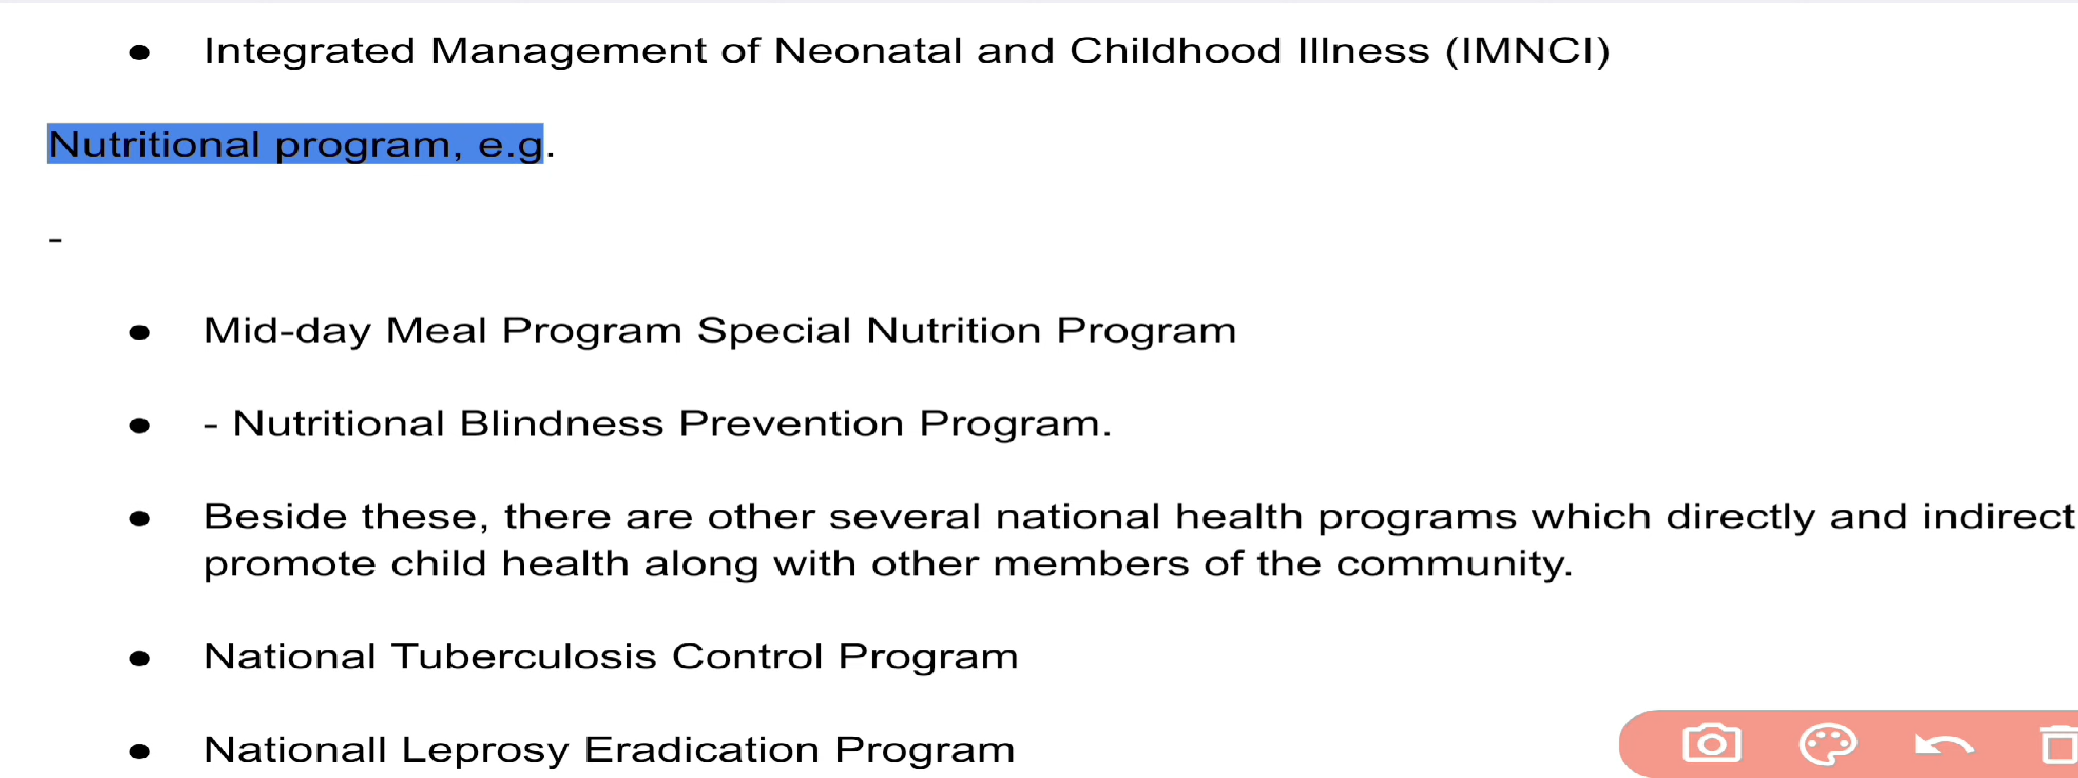 ● Integrated Management of Neonatal and Childhood Illness (IMNCI)
Nutritional program, e.g.
-
● Mid-day Meal Program Special Nutrition Program
● - Nutritional Blindness Prevention Program.
● Beside these, there are other several national health programs which directly and indirect
promote child health along with other members of the community.
● National Tuberculosis Control Program
● Nationall Leprosy Eradication Program